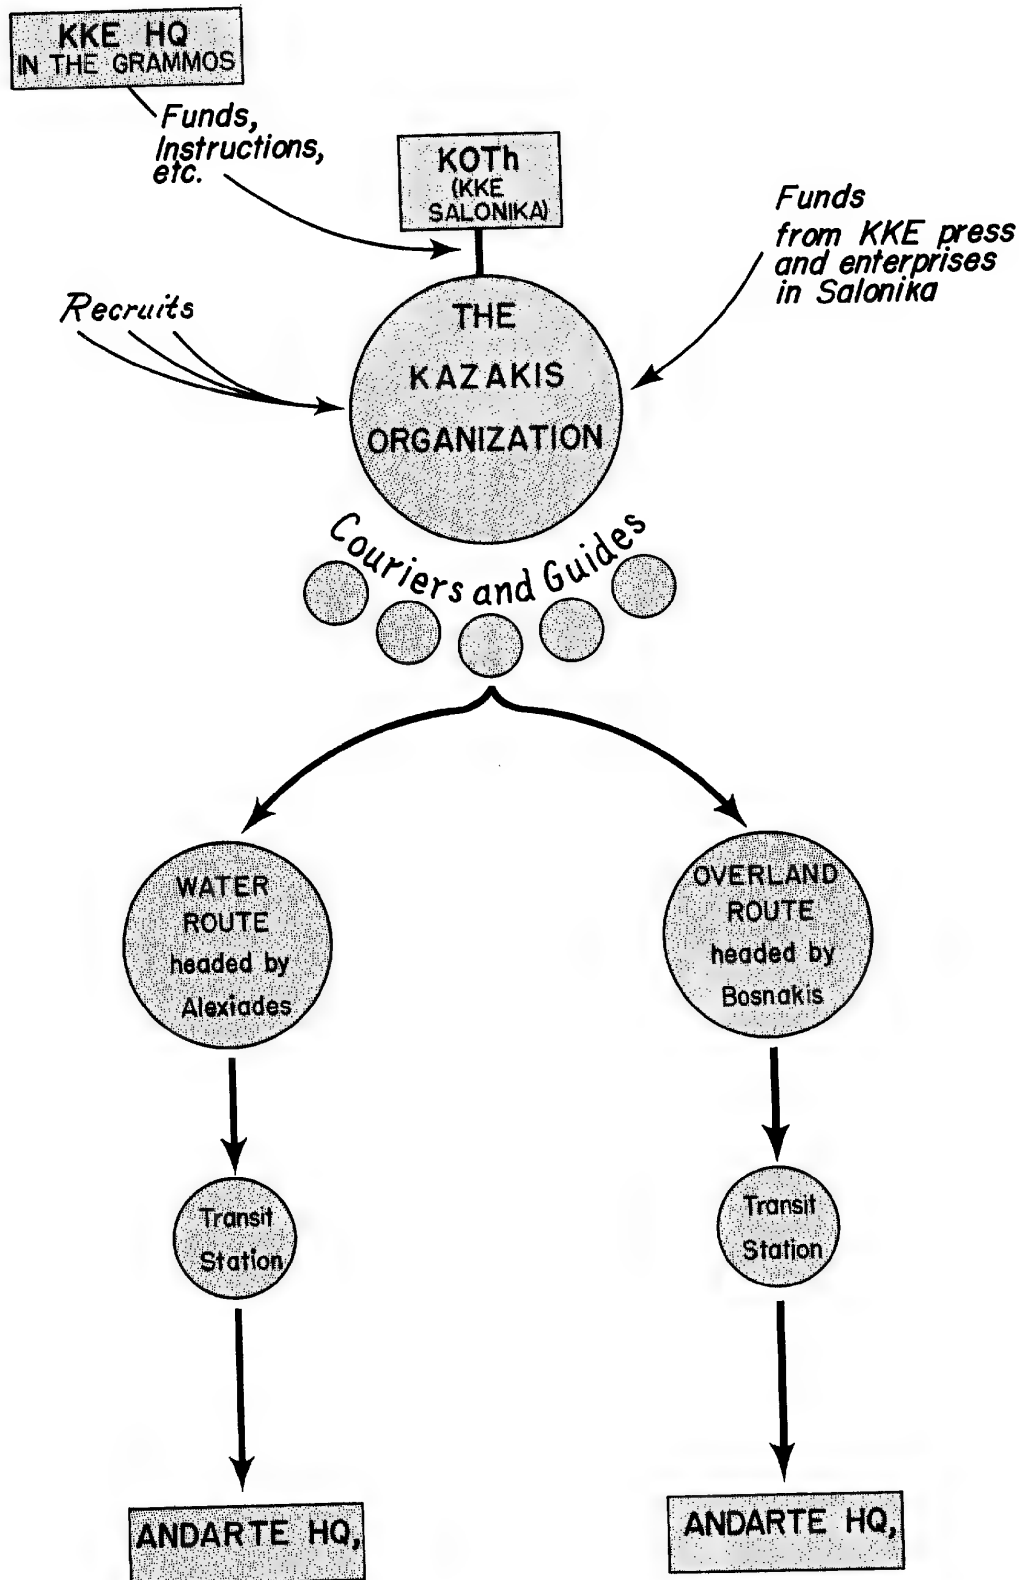 KKE HQ
IN THE GRAMMOS
Funds,
Instructions,
etc.
KOTh
(KKE
SALONIKA)
Funds
from KKE press
and enterprises
in Salonika
Recruits
THE
KAZAKIS
ORGANIZATION
Couriers and Guides
WATER
ROUTE
headed by
Alexiades
OVERLAND
ROUTE
headed by
Bosnakis
Transit
Station
Transit
Station
ANDARTE HQ,
ANDARTE HQ,